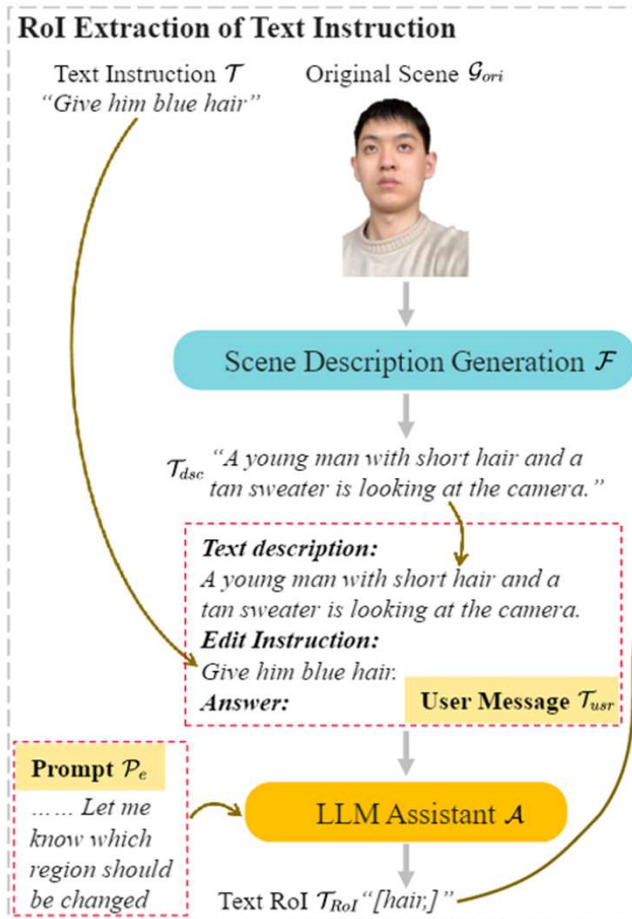 RoI Extraction of Text Instruction
Text Instruction 𝒯
“Give him blue hair”
Original Scene 𝒢ori
Scene Description Generation ℱ
𝒯dsc “A young man with short hair and a
tan sweater is looking at the camera.”
Text description:
A young man with short hair and a
tan sweater is looking at the camera.
Edit Instruction:
Give him blue hair.
Answer:
User Message 𝒯usr
Prompt 𝒫e
…… Let me
know which
region should
be changed
LLM Assistant 𝒜
Text RoI 𝒯RoI “[hair,]”